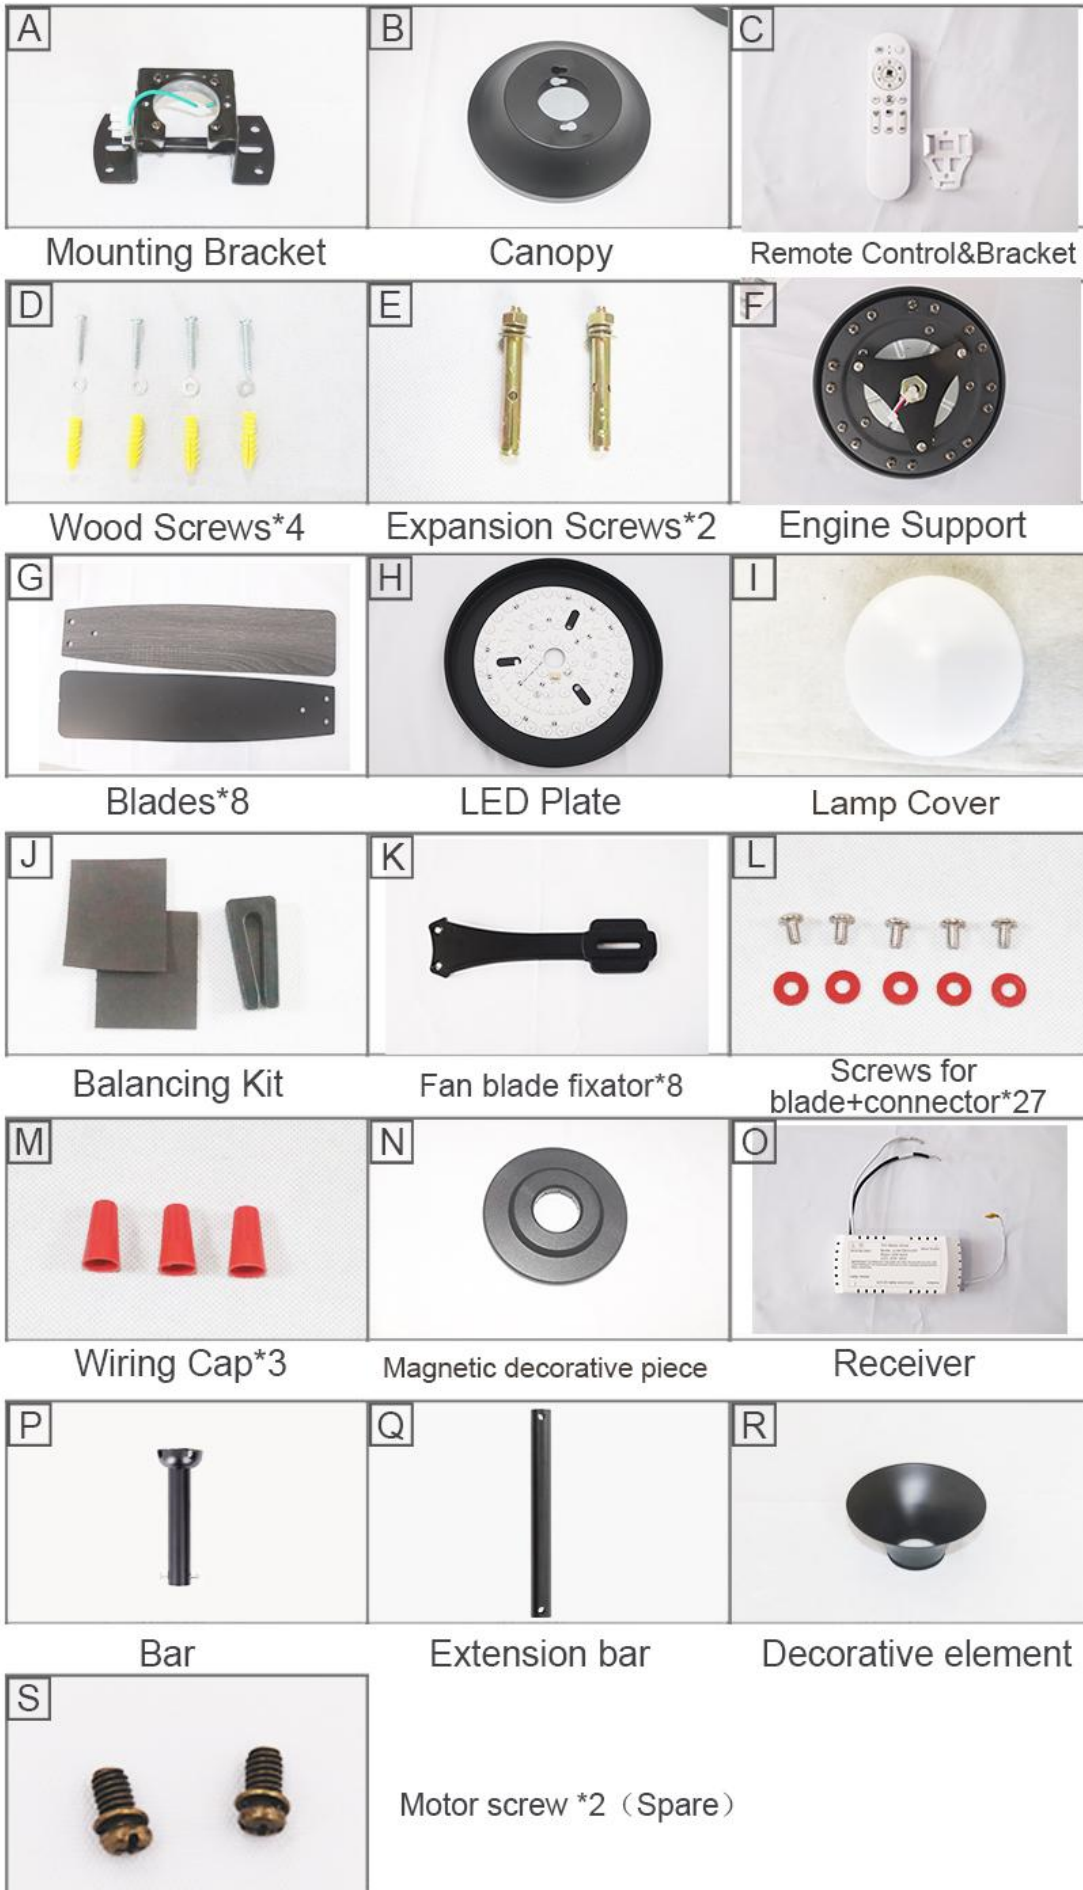 A
B
C
Mounting Bracket
Canopy
Remote Control&Bracket
D
E
F
Wood Screws*4
Expansion Screws*2
Engine Support
G
H
I
Blades*8
LED Plate
Lamp Cover
J
K
L
Balancing Kit
Fan blade fixator*8
Screws for
blade+connector*27
M
N
O
Wiring Cap*3
Magnetic decorative piece
Receiver
P
Q
R
Bar
Extension bar
Decorative element
S
Motor screw *2（Spare）